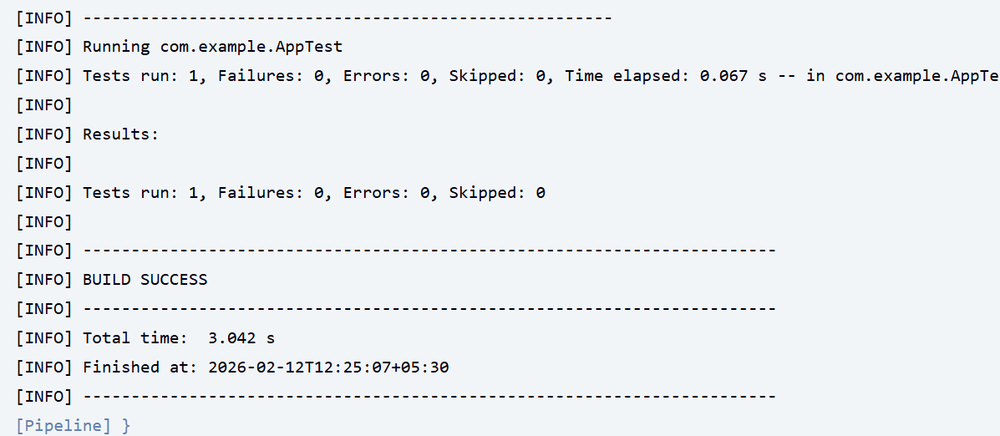 [INFO] -------------------------------------------------------
[INFO] Running com.example.AppTest
[INFO] Tests run: 1, Failures: 0, Errors: 0, Skipped: 0, Time elapsed: 0.067 s -- in com.example.AppTe
[INFO]
[INFO] Results:
[INFO]
[INFO] Tests run: 1, Failures: 0, Errors: 0, Skipped: 0
[INFO]
[INFO] ------------------------------------------------------------------------
[INFO] BUILD SUCCESS
[INFO] ------------------------------------------------------------------------
[INFO] Total time:  3.042 s
[INFO] Finished at: 2026-02-12T12:25:07+05:30
[INFO] ------------------------------------------------------------------------
[Pipeline] }